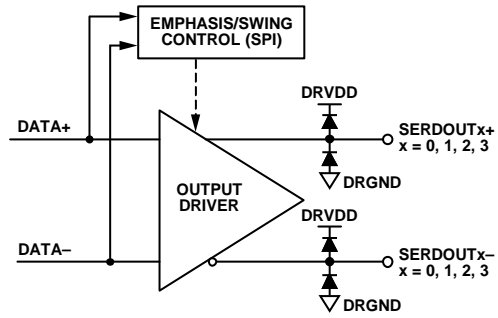 EMPHASIS/SWING
CONTROL (SPI)
DATA+
DRVDD
SERDOUTx+
x = 0, 1, 2, 3
DRGND
OUTPUT
DRIVER
DATA–
DRVDD
SERDOUTx–
x = 0, 1, 2, 3
DRGND